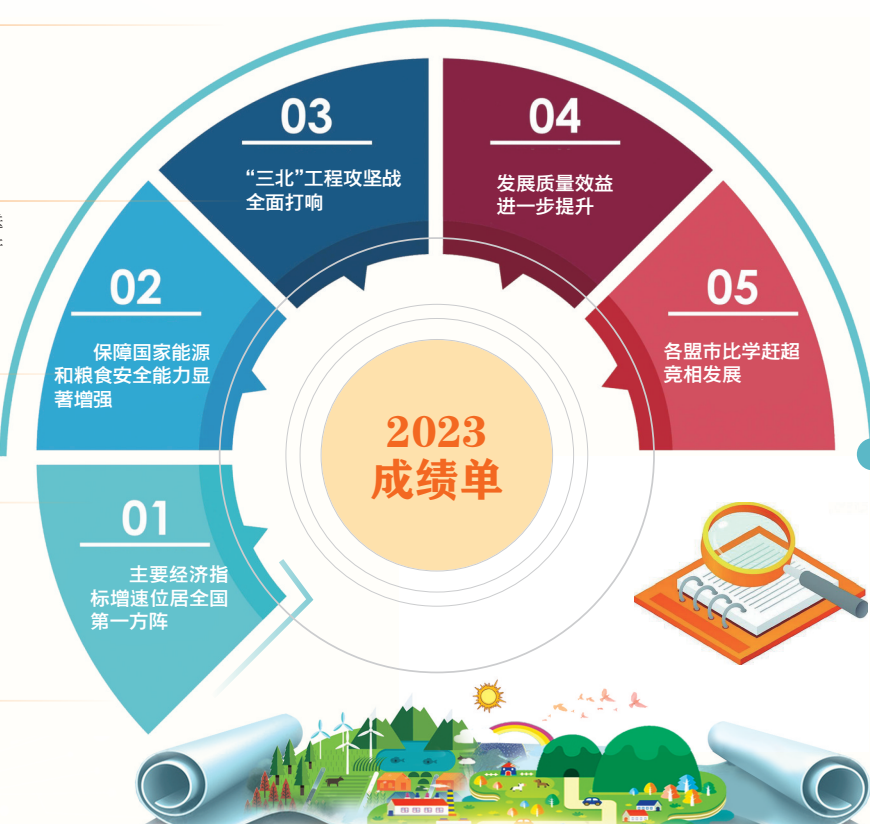 03
“三北”工程攻坚战
全面打响
04
发展质量效益
进一步提升
02
保障国家能源
和粮食安全能力显
著增强
05
各盟市比学赶超
竞相发展
2023
成绩单
01
主要经济指
标增速位居全国
第一方阵